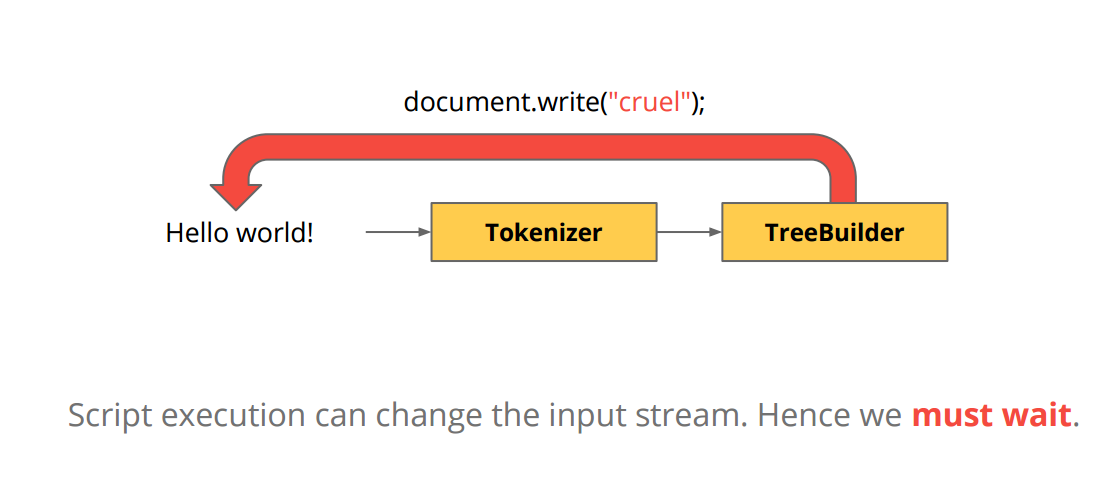 document.write("cruel");
Hello world!
Tokenizer
TreeBuilder
Script execution can change the input stream. Hence we must wait.